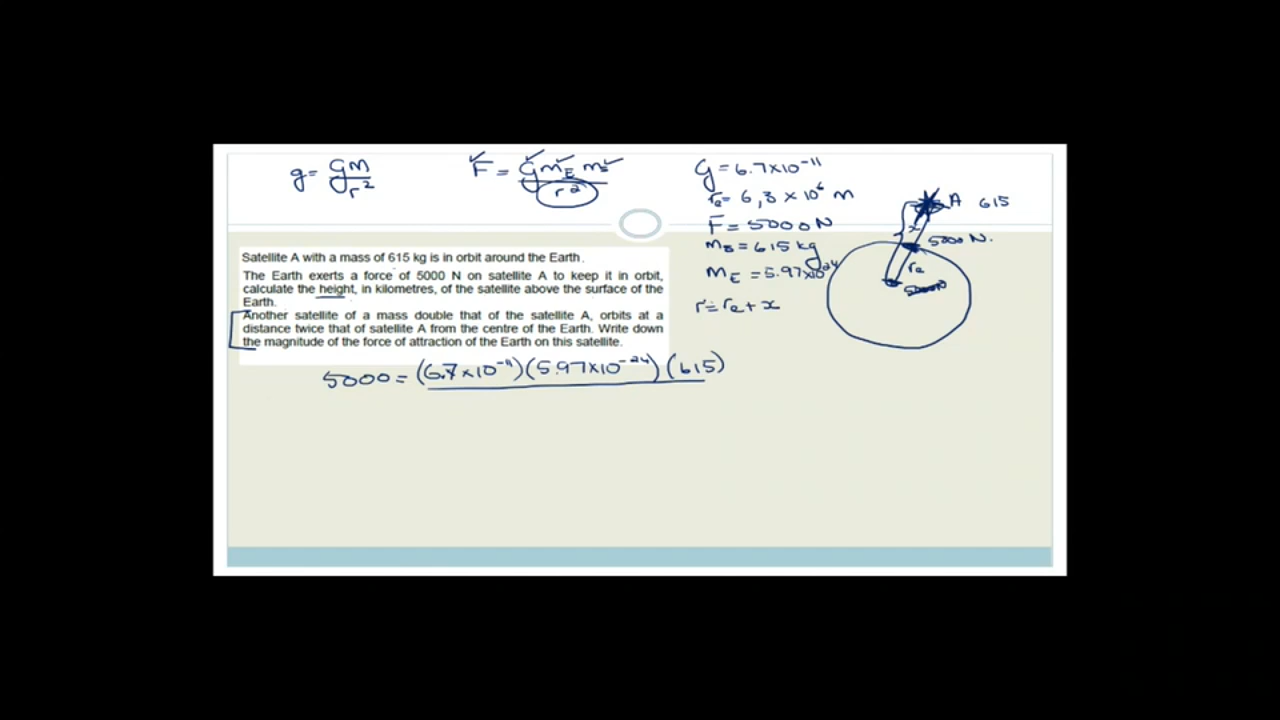 g = GM / r²
F = G mE ms / r²
G = 6.7×10⁻¹¹
re = 6,3 × 10⁶ m
F = 5000 N
ms = 615 kg
ME = 5.97×10²⁴
r = re + x
A 615
x
5000 N.
re
Satellite A with a mass of 615 kg is in orbit around the Earth.
The Earth exerts a force of 5000 N on satellite A to keep it in orbit,
calculate the height, in kilometres, of the satellite above the surface of the
Earth.
Another satellite of a mass double that of the satellite A, orbits at a
distance twice that of satellite A from the centre of the Earth. Write down
the magnitude of the force of attraction of the Earth on this satellite.
5000 = (6.7×10⁻¹¹)(5.97×10⁻²⁴)(615)